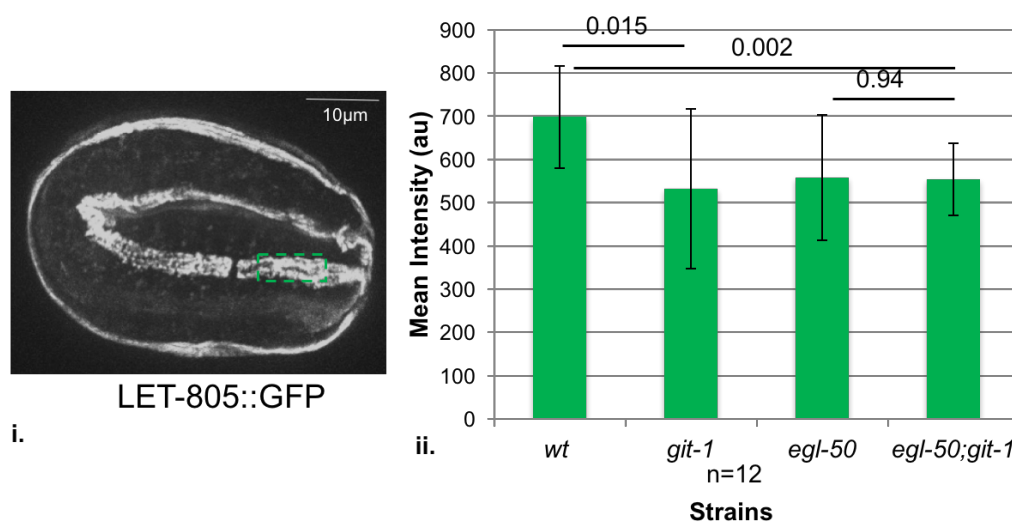 10μm
LET-805::GFP
i.
0.015
0.002
0.94
Mean Intensity (au)
900
800
700
600
500
400
300
200
100
0
ii.
wt git-1 egl-50 egl-50;git-1
n=12
Strains